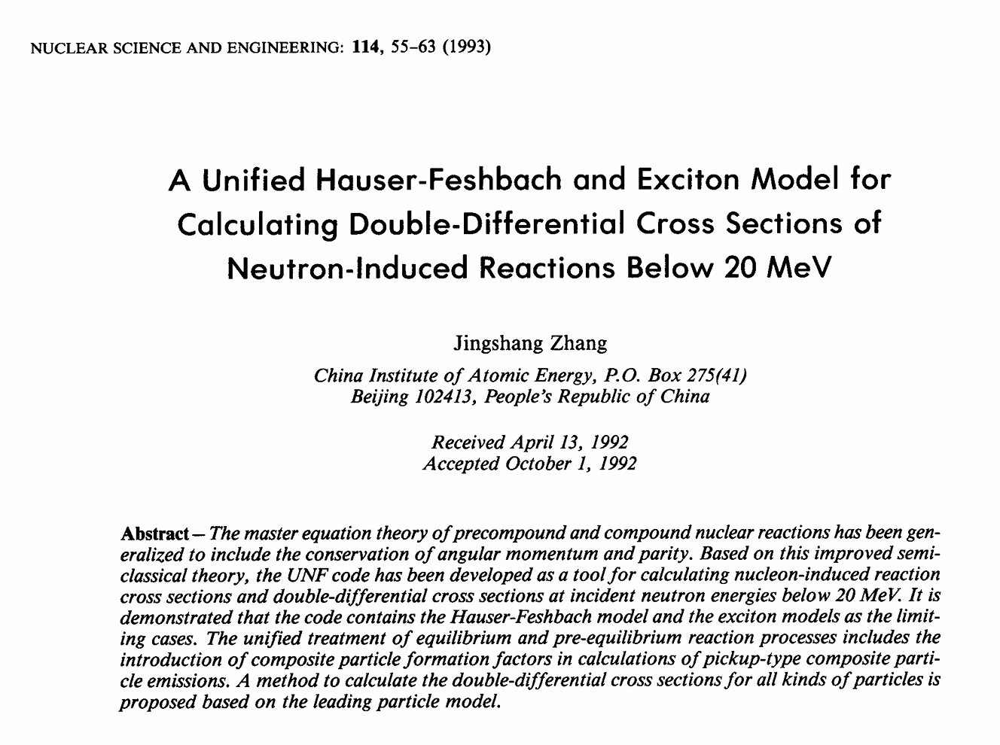 NUCLEAR SCIENCE AND ENGINEERING: 114, 55–63 (1993)
A Unified Hauser-Feshbach and Exciton Model for
Calculating Double-Differential Cross Sections of
Neutron-Induced Reactions Below 20 MeV
Jingshang Zhang
China Institute of Atomic Energy, P.O. Box 275(41)
Beijing 102413, People's Republic of China
Received April 13, 1992
Accepted October 1, 1992
Abstract – The master equation theory of precompound and compound nuclear reactions has been gen-
eralized to include the conservation of angular momentum and parity. Based on this improved semi-
classical theory, the UNF code has been developed as a tool for calculating nucleon-induced reaction
cross sections and double-differential cross sections at incident neutron energies below 20 MeV. It is
demonstrated that the code contains the Hauser-Feshbach model and the exciton models as the limit-
ing cases. The unified treatment of equilibrium and pre-equilibrium reaction processes includes the
introduction of composite particle formation factors in calculations of pickup-type composite parti-
cle emissions. A method to calculate the double-differential cross sections for all kinds of particles is
proposed based on the leading particle model.